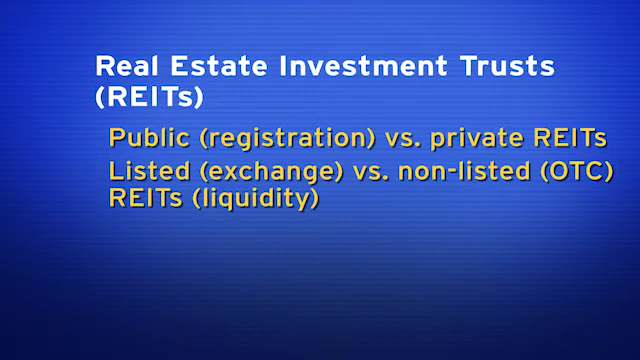 Real Estate Investment Trusts
(REITs)
Public (registration) vs. private REITs
Listed (exchange) vs. non-listed (OTC)
REITs (liquidity)